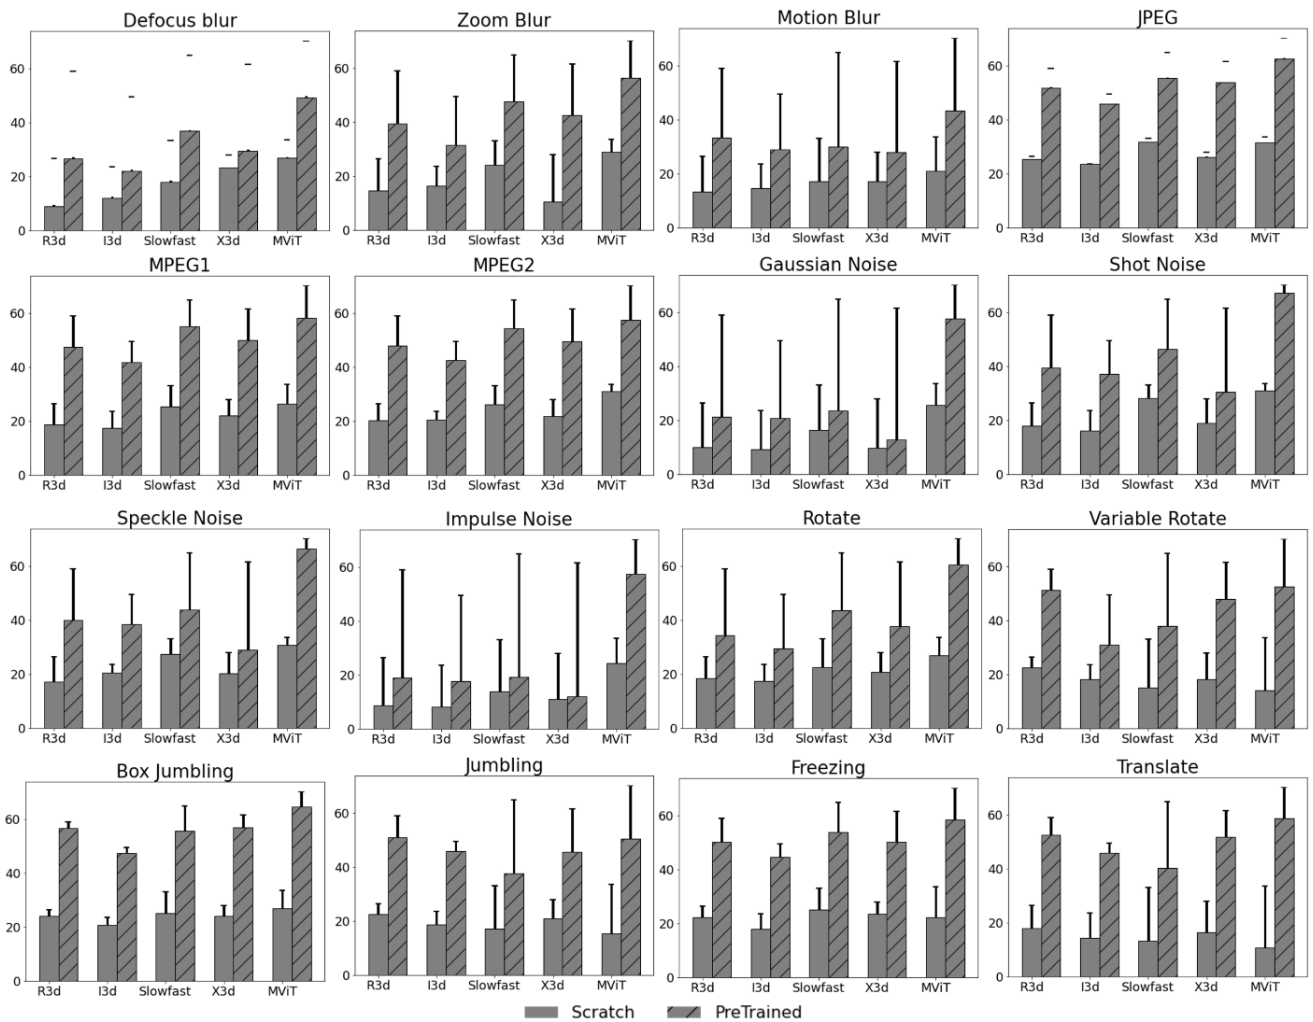 Defocus blur
Zoom Blur
Motion Blur
JPEG
60
40
20
0
R3d I3d Slowfast X3d MViT
60
40
20
0
R3d I3d Slowfast X3d MViT
60
40
20
0
R3d I3d Slowfast X3d MViT
60
40
20
0
R3d I3d Slowfast X3d MViT
MPEG1
MPEG2
Gaussian Noise
Shot Noise
60
40
20
0
R3d I3d Slowfast X3d MViT
60
40
20
0
R3d I3d Slowfast X3d MViT
60
40
20
0
R3d I3d Slowfast X3d MViT
60
40
20
0
R3d I3d Slowfast X3d MViT
Speckle Noise
Impulse Noise
Rotate
Variable Rotate
60
40
20
0
R3d I3d Slowfast X3d MViT
60
40
20
0
R3d I3d Slowfast X3d MViT
60
40
20
0
R3d I3d Slowfast X3d MViT
60
40
20
0
R3d I3d Slowfast X3d MViT
Box Jumbling
Jumbling
Freezing
Translate
60
40
20
0
R3d I3d Slowfast X3d MViT
60
40
20
0
R3d I3d Slowfast X3d MViT
60
40
20
0
R3d I3d Slowfast X3d MViT
60
40
20
0
R3d I3d Slowfast X3d MViT
Scratch PreTrained